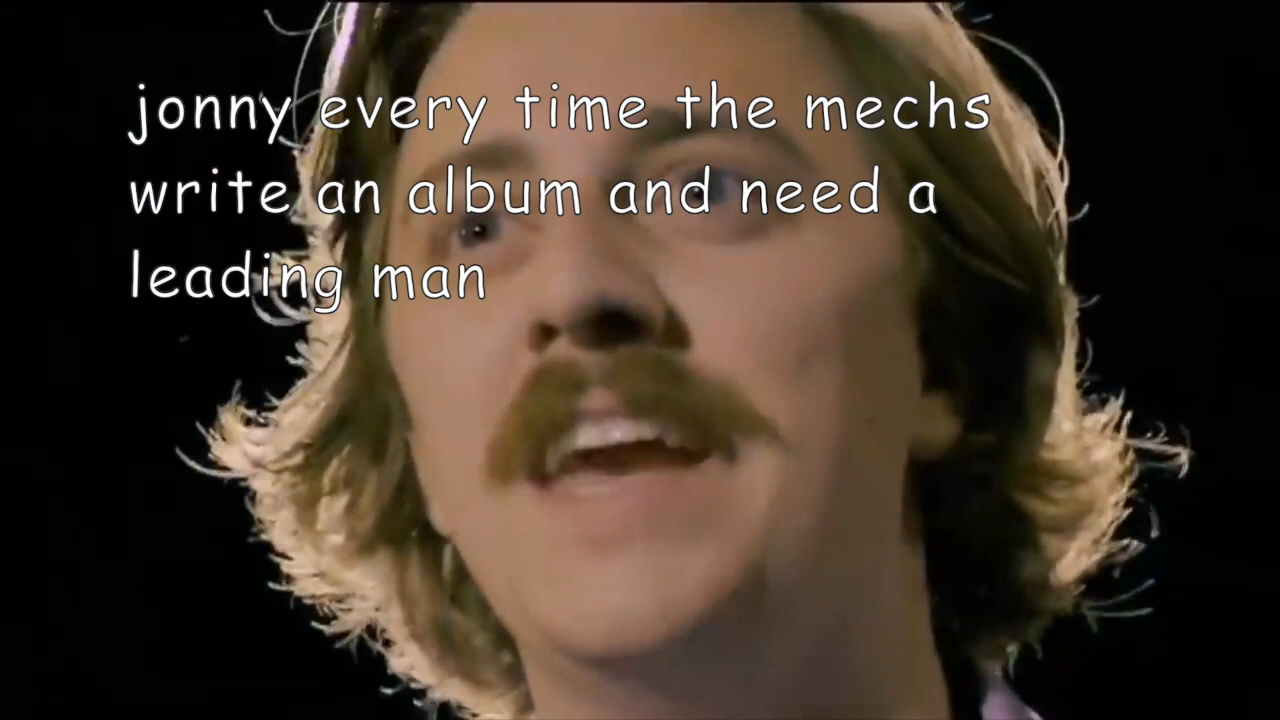 jonny every time the mechs
write an album and need a
leading man